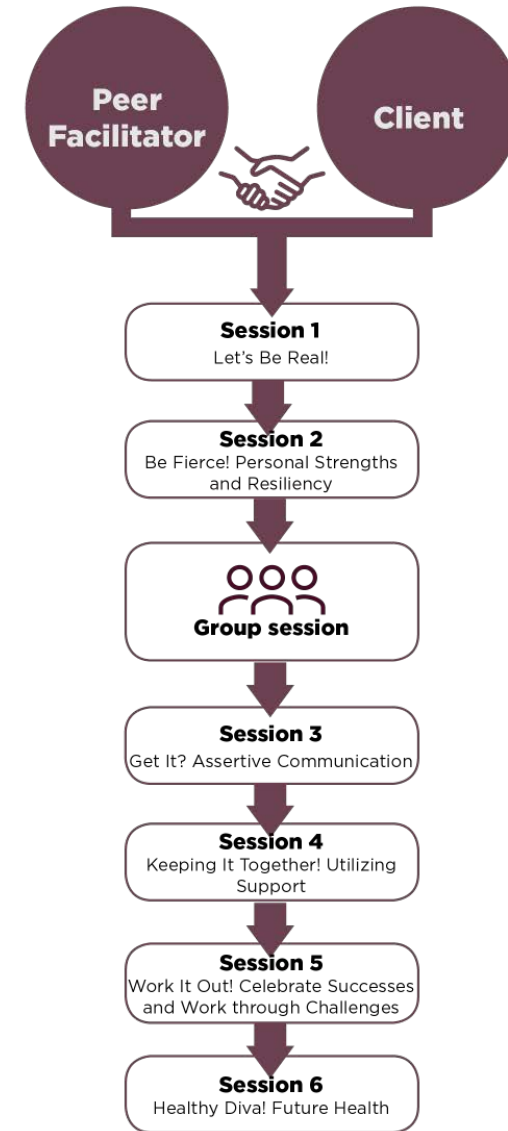 Peer
Facilitator
Client
Session 1
Let's Be Real!
Session 2
Be Fierce! Personal Strengths
and Resiliency
Group session
Session 3
Get It? Assertive Communication
Session 4
Keeping It Together! Utilizing
Support
Session 5
Work It Out! Celebrate Successes
and Work through Challenges
Session 6
Healthy Diva! Future Health